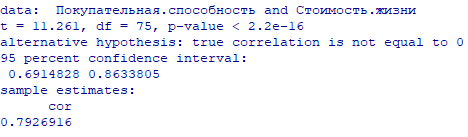 data:  Покупательная.способность and Стоимость.жизни
t = 11.261, df = 75, p-value < 2.2e-16
alternative hypothesis: true correlation is not equal to 0
95 percent confidence interval:
 0.6914828 0.8633805
sample estimates:
      cor
0.7926916